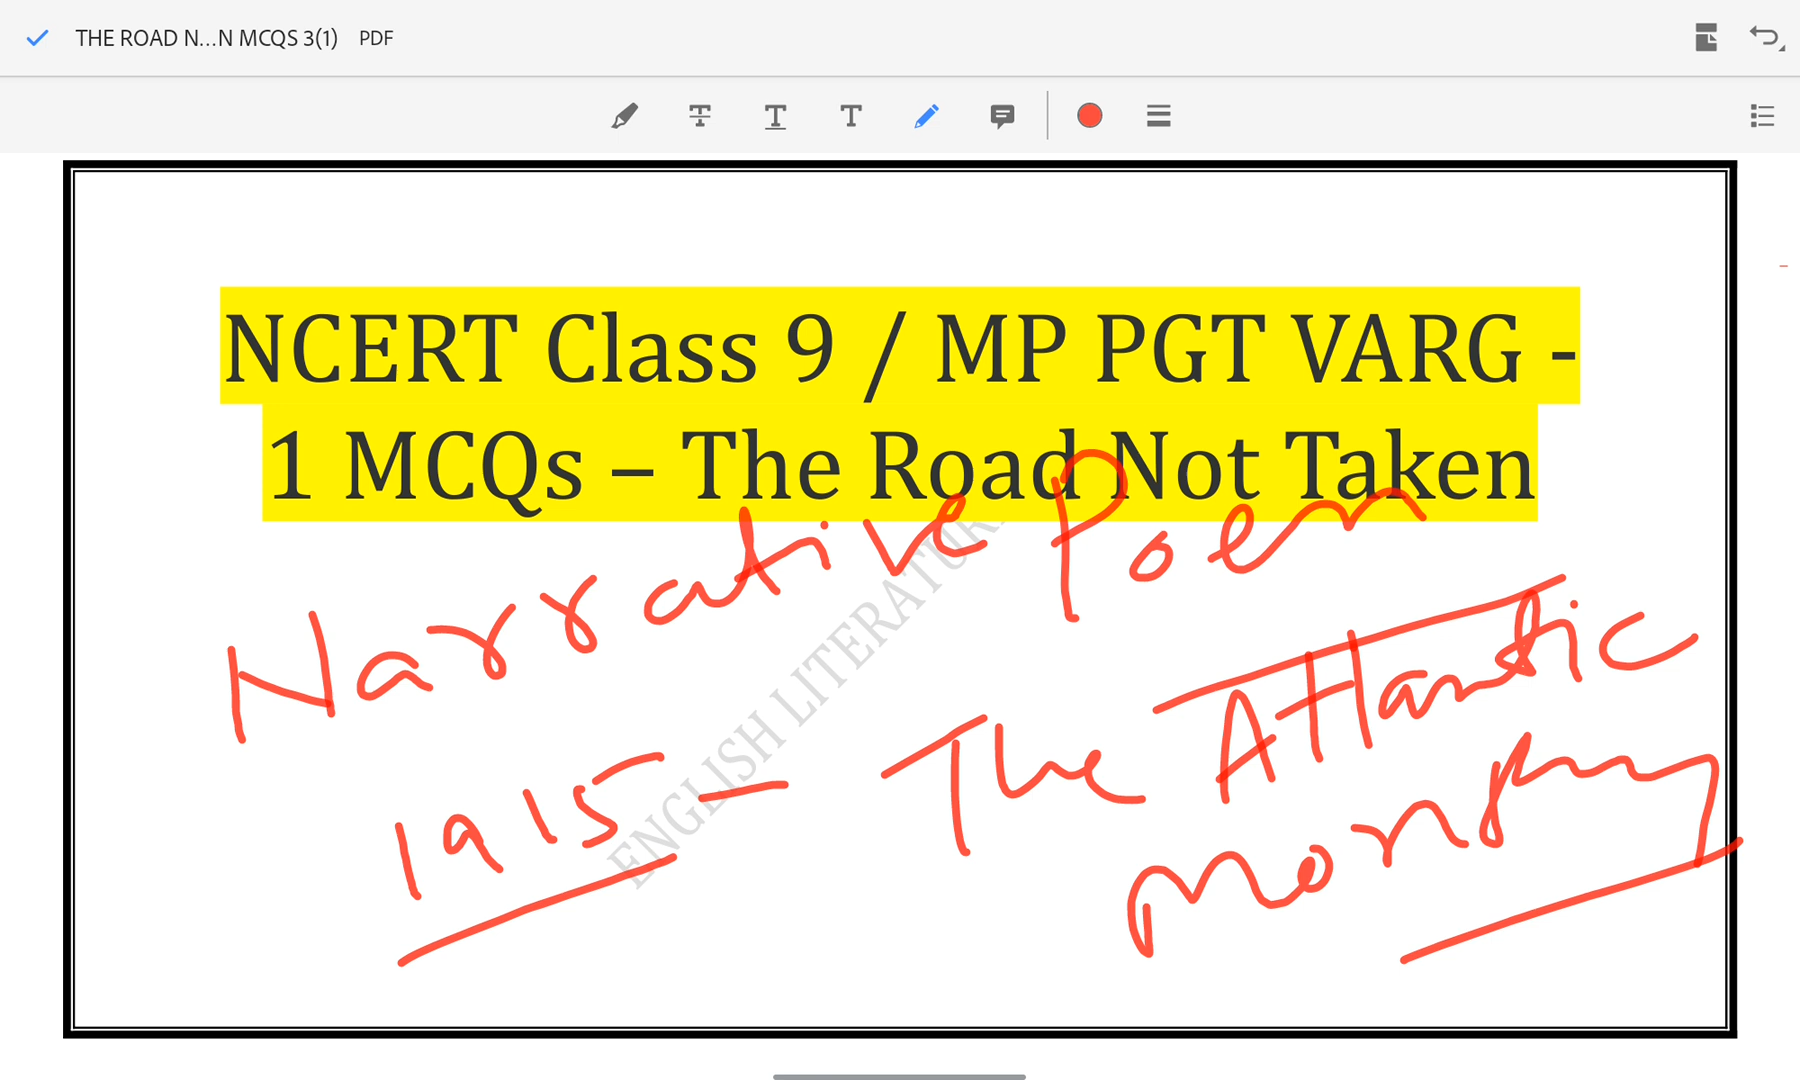 THE ROAD N...N MCQS 3(1) PDF
NCERT Class 9 / MP PGT VARG -
1 MCQs – The Road Not Taken
Narrative Poem
1915 – The Atlantic
Monthly
ENGLISH LITERATUR